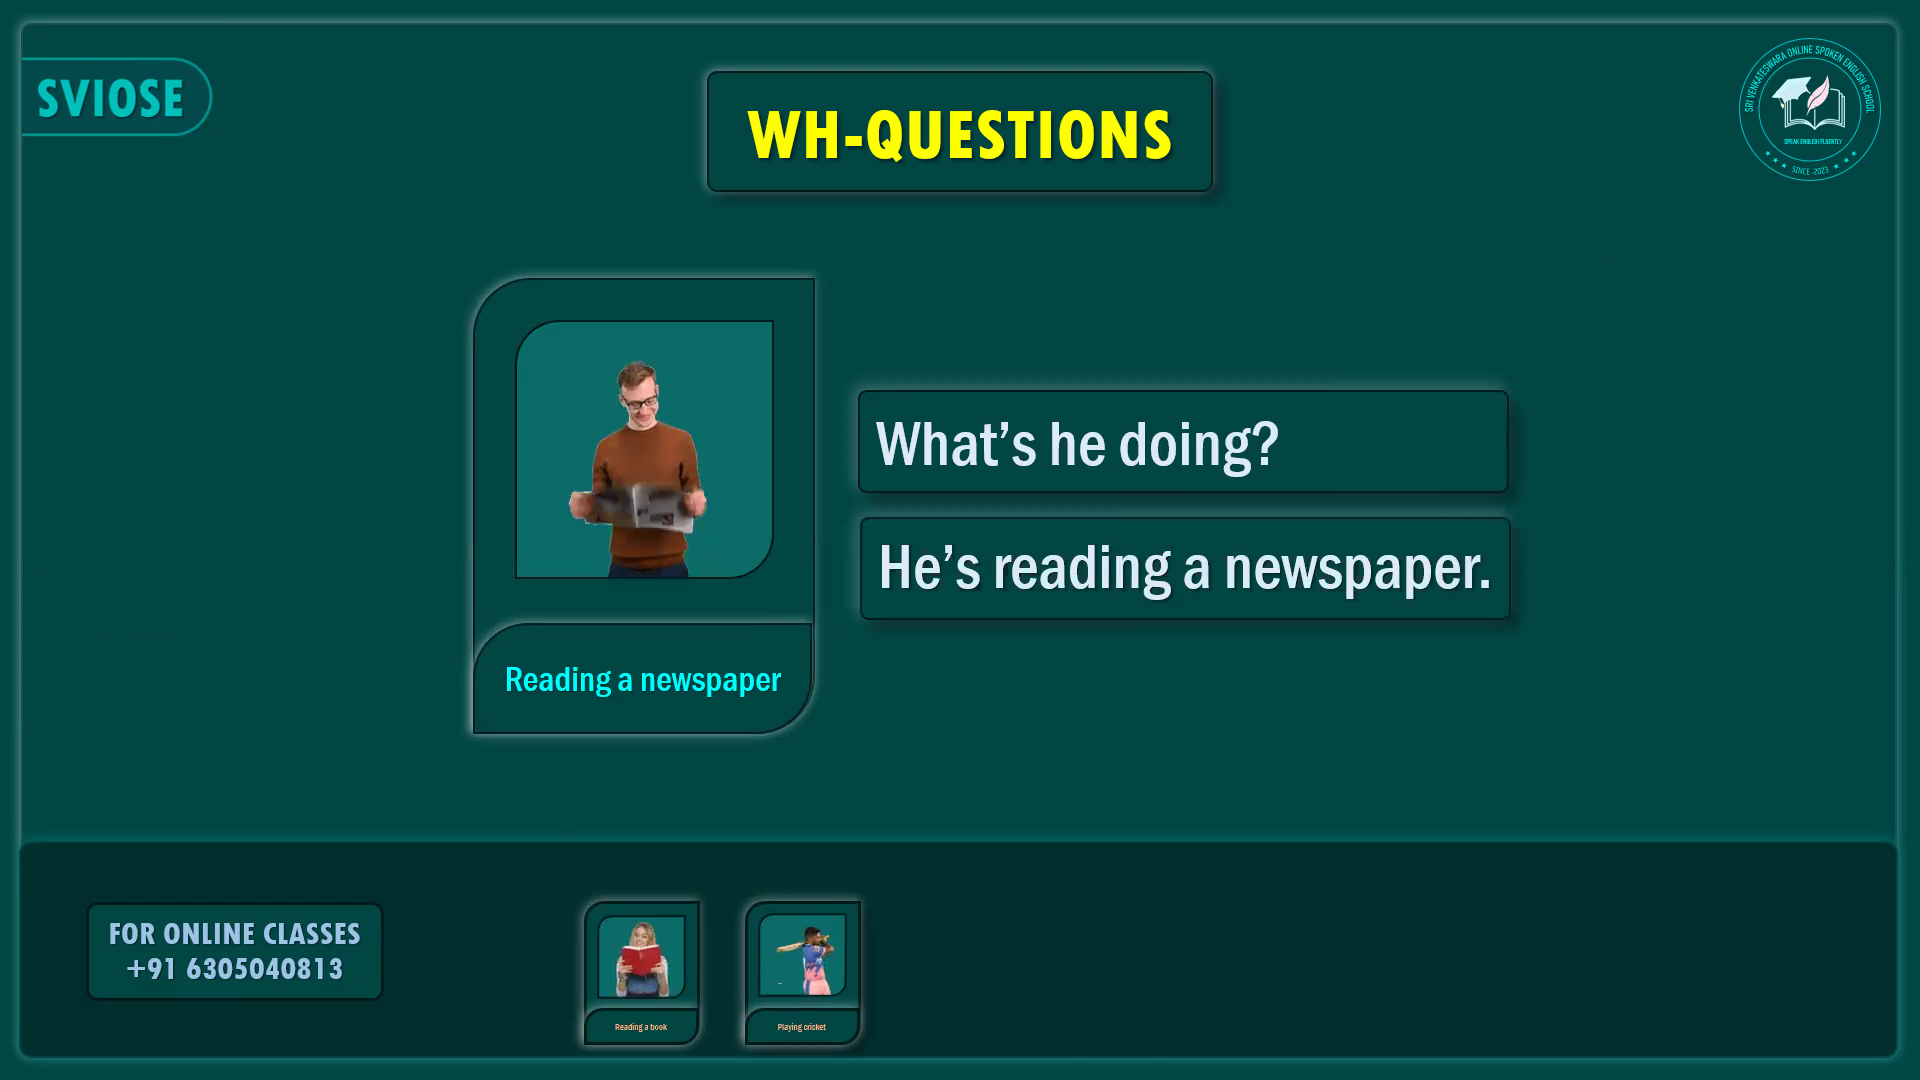 SVIOSE
WH-QUESTIONS
SRI VENKATESWARA ONLINE SPOKEN ENGLISH SCHOOL
SPEAK ENGLISH FLUENTLY
SINCE -2023
What’s he doing?
He’s reading a newspaper.
Reading a newspaper
FOR ONLINE CLASSES
+91 6305040813
Reading a book
Playing cricket